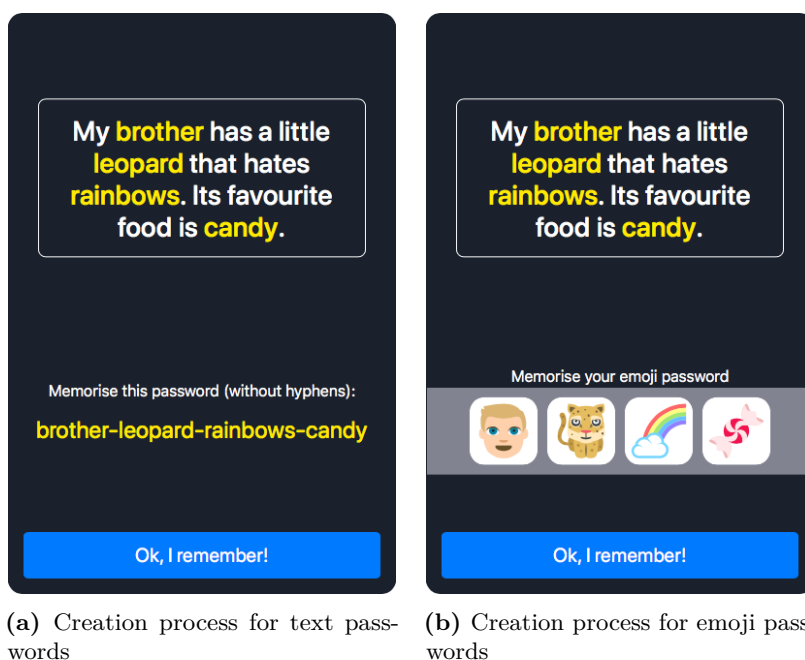 My brother has a little
leopard that hates
rainbows. Its favourite
food is candy.
Memorise this password (without hyphens):
brother-leopard-rainbows-candy
Ok, I remember!
(a) Creation process for text pass-
words
My brother has a little
leopard that hates
rainbows. Its favourite
food is candy.
Memorise your emoji password
Ok, I remember!
(b) Creation process for emoji pass
words